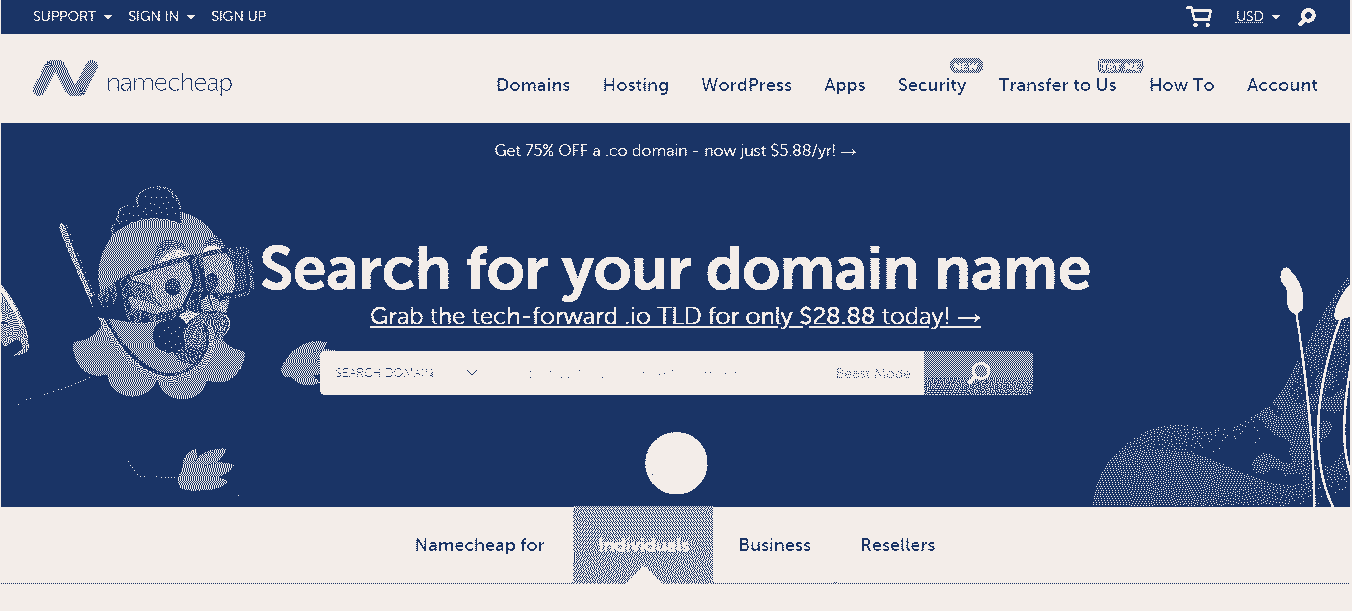 SUPPORT SIGN IN SIGN UP USD
namecheap Domains Hosting WordPress Apps Security NEW Transfer to Us TRY ME How To Account
Get 75% OFF a .co domain - now just $5.88/yr! →
Search for your domain name
Grab the tech-forward .io TLD for only $28.88 today! →
SEARCH DOMAIN Beast Mode
Namecheap for Individuals Business Resellers